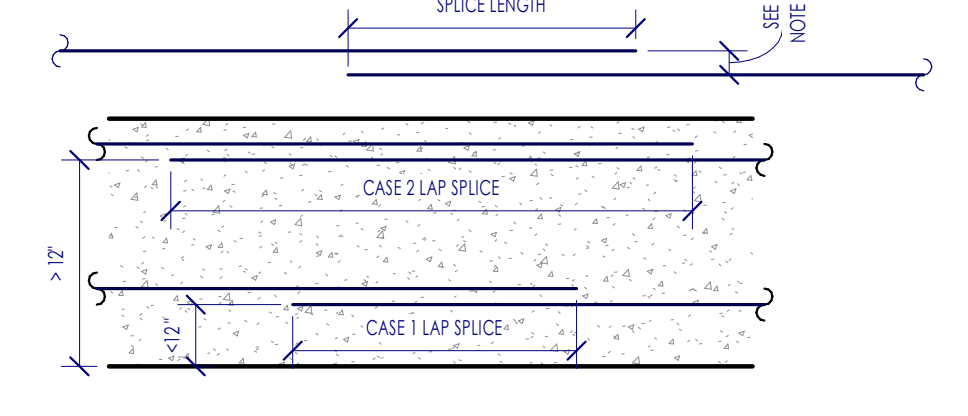 SPLICE LENGTH
SEE
NOTE
CASE 2 LAP SPLICE
> 12"
CASE 1 LAP SPLICE
<12"